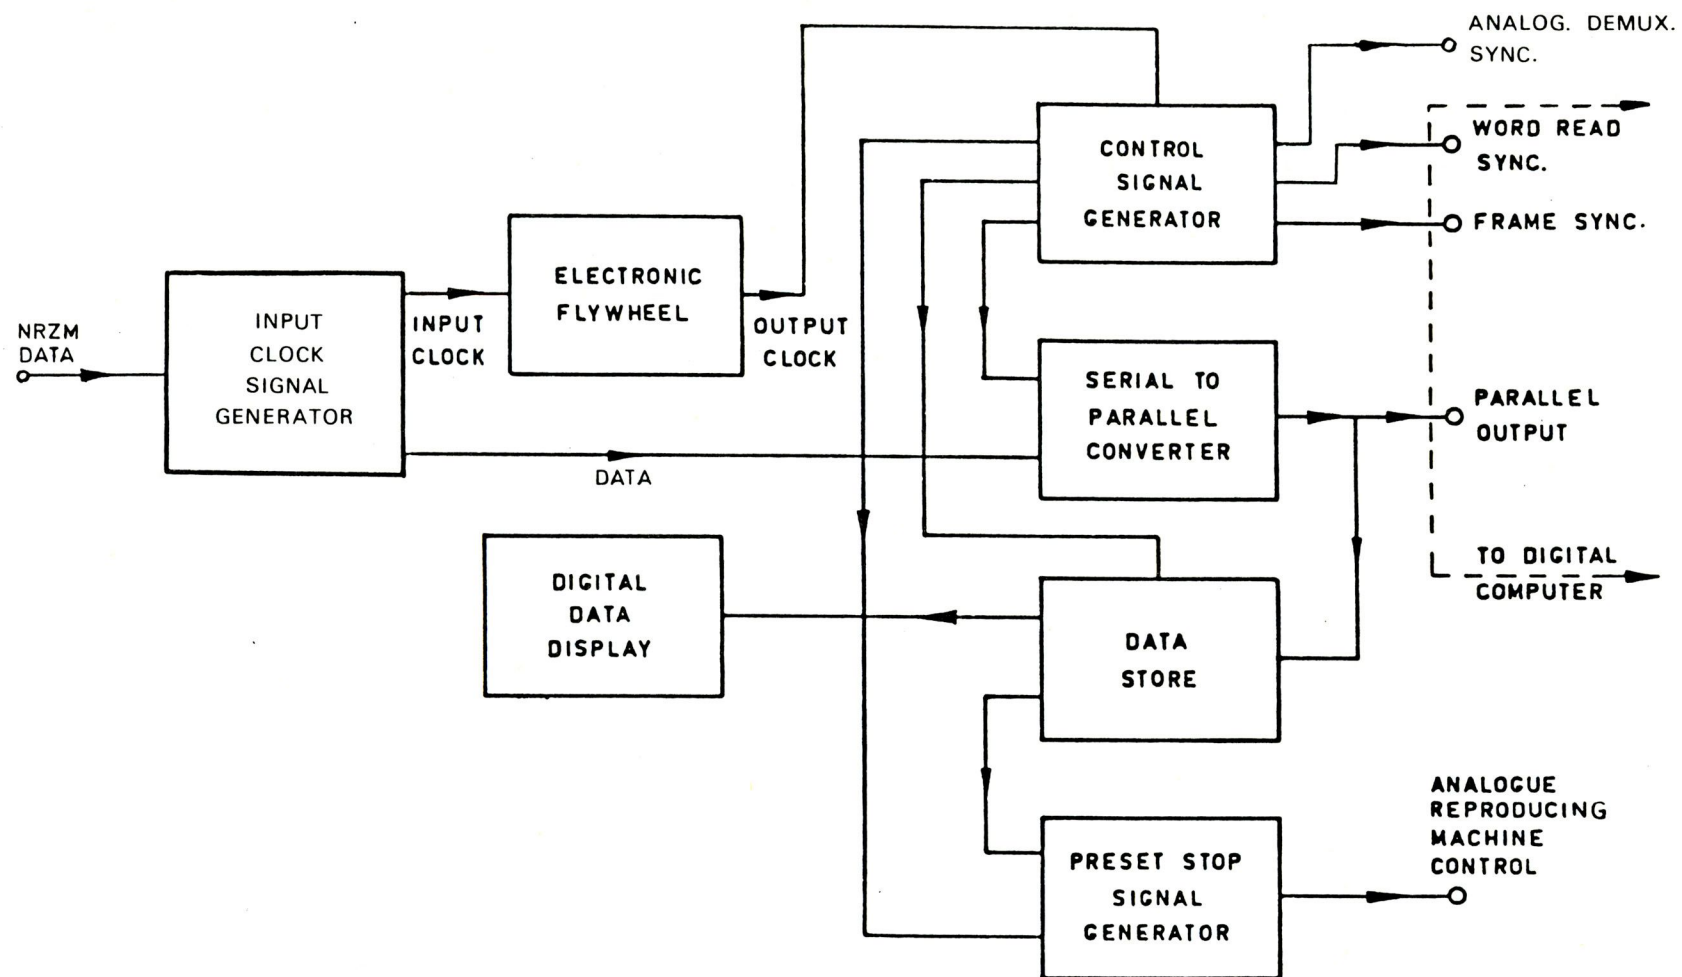 ANALOG. DEMUX.
SYNC.
WORD READ
SYNC.
CONTROL
SIGNAL
GENERATOR
FRAME SYNC.
ELECTRONIC
FLYWHEEL
INPUT
CLOCK
SIGNAL
GENERATOR
NRZM
DATA
INPUT
CLOCK
OUTPUT
CLOCK
SERIAL TO
PARALLEL
CONVERTER
PARALLEL
OUTPUT
DATA
DIGITAL
DATA
DISPLAY
TO DIGITAL
COMPUTER
DATA
STORE
ANALOGUE
REPRODUCING
MACHINE
CONTROL
PRESET STOP
SIGNAL
GENERATOR